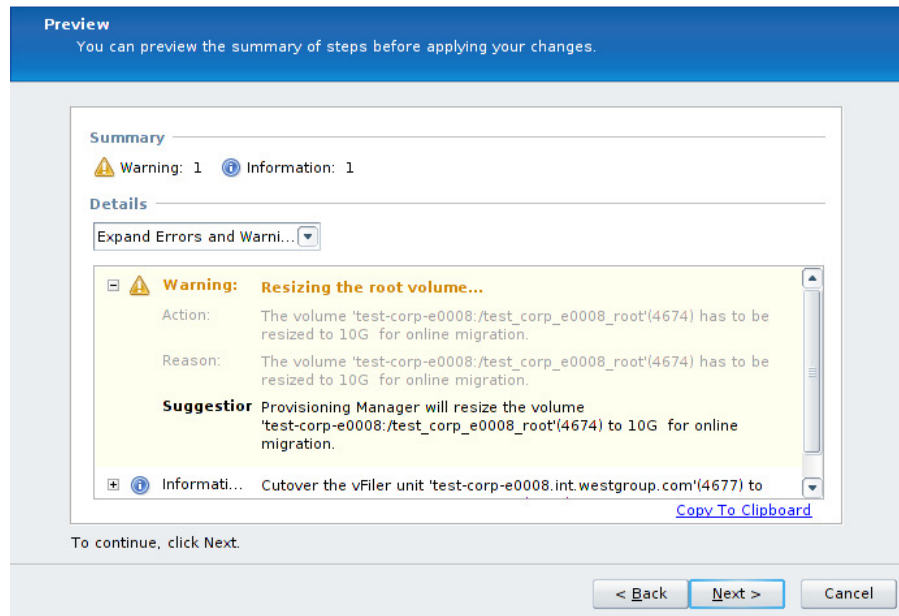 Preview
You can preview the summary of steps before applying your changes.
Summary
Warning: 1 Information: 1
Details
Expand Errors and Warni...
Warning: Resizing the root volume...
Action: The volume 'test-corp-e0008:/test_corp_e0008_root'(4674) has to be
resized to 10G for online migration.
Reason: The volume 'test-corp-e0008:/test_corp_e0008_root'(4674) has to be
resized to 10G for online migration.
Suggestior Provisioning Manager will resize the volume
'test-corp-e0008:/test_corp_e0008_root'(4674) to 10G for online
migration.
Informati... Cutover the vFiler unit 'test-corp-e0008.int.westgroup.com'(4677) to
Copy To Clipboard
To continue, click Next.
< Back Next > Cancel